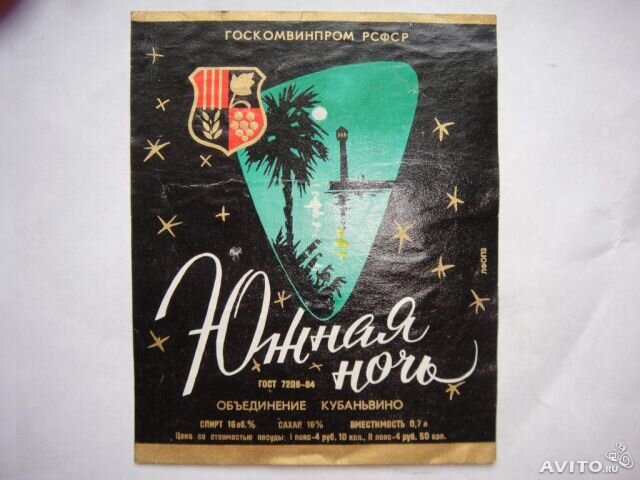 ГОСКОМВИНПРОМ РСФСР
Южная
ночь
ГОСТ 7208-84
ОБЪЕДИНЕНИЕ КУБАНЬВИНО
СПИРТ 16 об.% САХАР 16% ВМЕСТИМОСТЬ 0,7 л
Цена со стоимостью посуды: I пояс-4 руб. 10 коп., II пояс-4 руб. 50 коп.
ЛФОП2
AVITO.ru